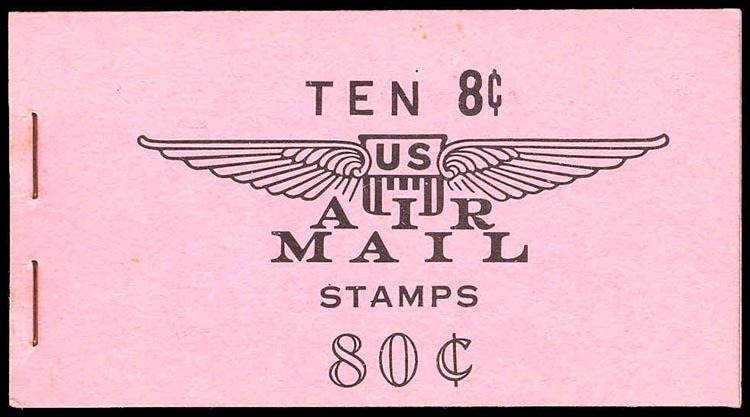 TEN 8¢
US
AIR
MAIL
STAMPS
80¢